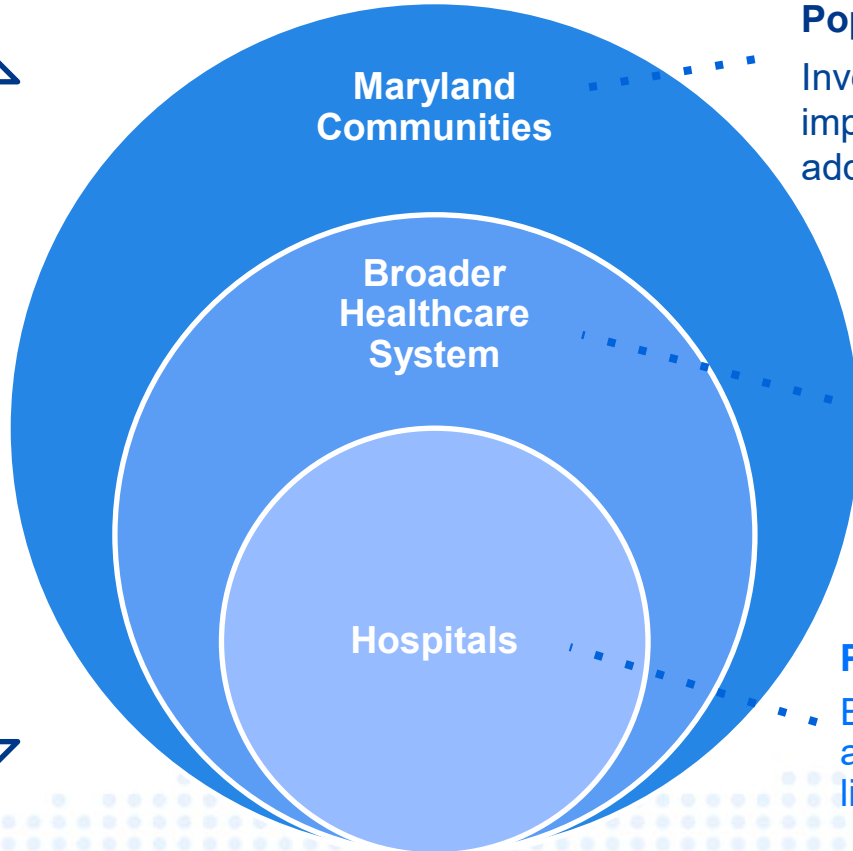 Maryland
Communities
Broader
Healthcare
System
Hospitals